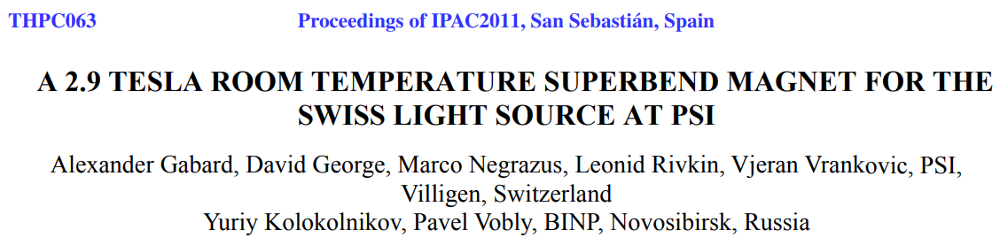 THPC063 Proceedings of IPAC2011, San Sebastián, Spain
A 2.9 TESLA ROOM TEMPERATURE SUPERBEND MAGNET FOR THE
SWISS LIGHT SOURCE AT PSI
Alexander Gabard, David George, Marco Negrazus, Leonid Rivkin, Vjeran Vrankovic, PSI,
Villigen, Switzerland
Yuriy Kolokolnikov, Pavel Vobly, BINP, Novosibirsk, Russia